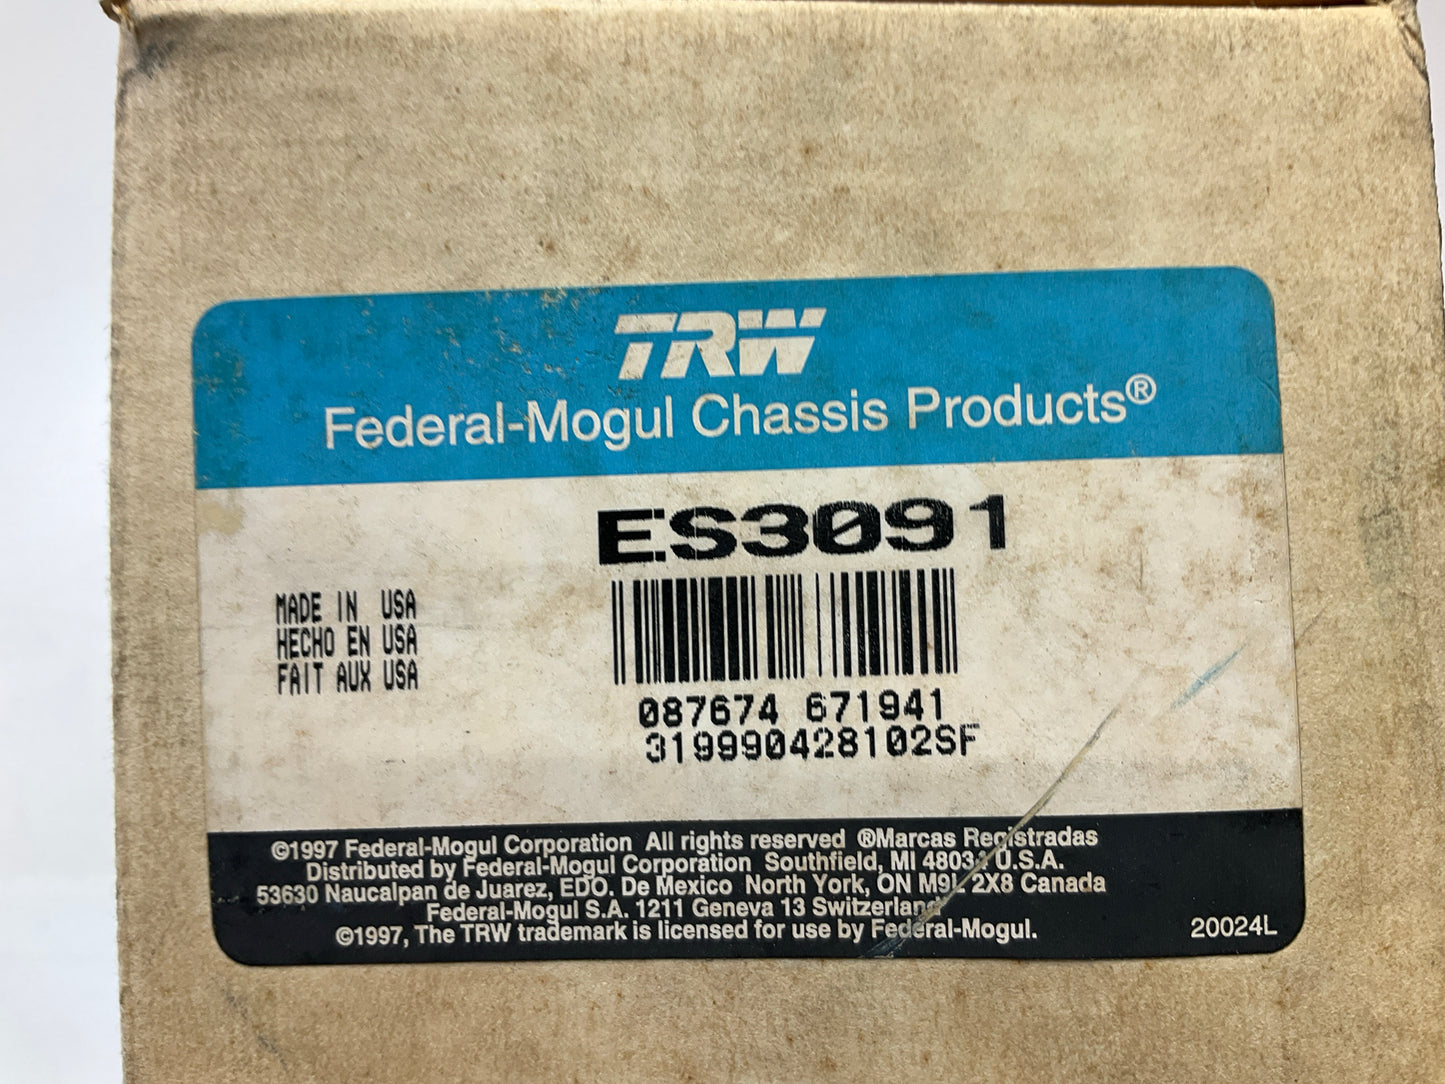 TRW
Federal-Mogul Chassis Products®
ES3091
MADE IN USA
HECHO EN USA
FAIT AUX USA
087674 671941
319990428102SF
©1997 Federal-Mogul Corporation All rights reserved ®Marcas Registradas
Distributed by Federal-Mogul Corporation Southfield, MI 48034 U.S.A.
53630 Naucalpan de Juarez, EDO. De Mexico North York, ON M9L 2X8 Canada
Federal-Mogul S.A. 1211 Geneva 13 Switzerland
©1997, The TRW trademark is licensed for use by Federal-Mogul.
20024L